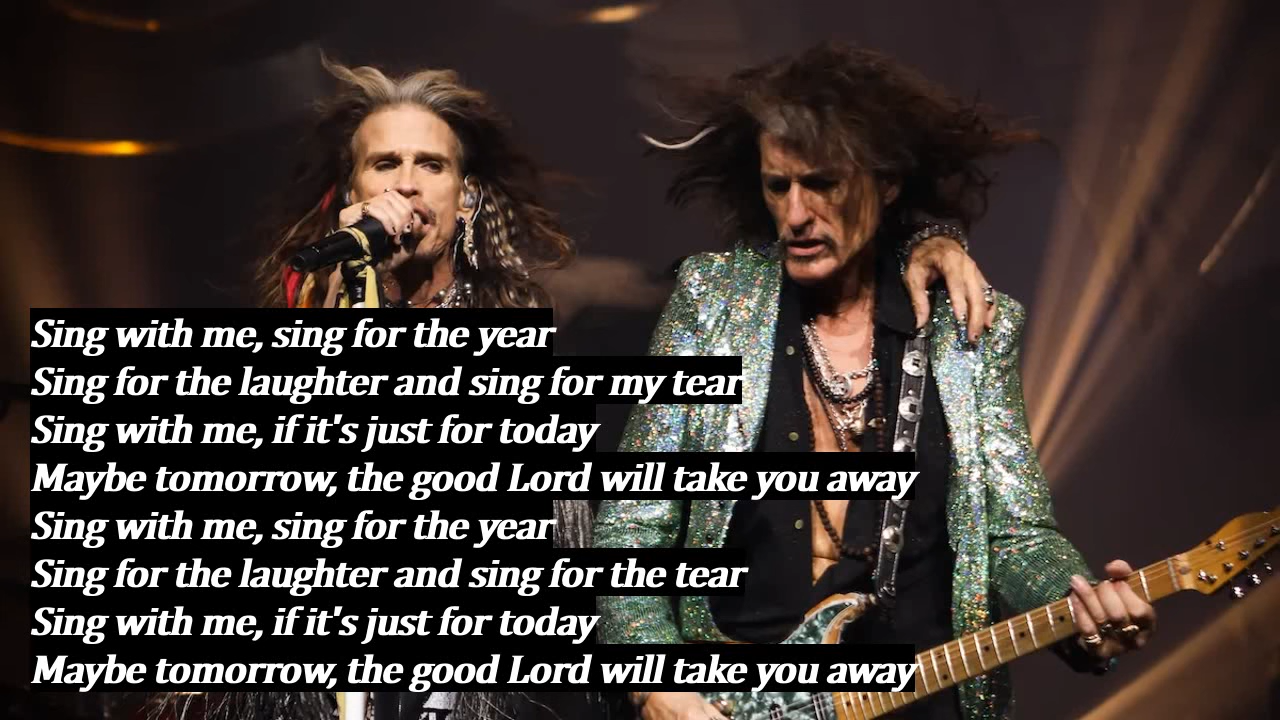 Sing with me, sing for the year
Sing for the laughter and sing for my tear
Sing with me, if it's just for today
Maybe tomorrow, the good Lord will take you away
Sing with me, sing for the year
Sing for the laughter and sing for the tear
Sing with me, if it's just for today
Maybe tomorrow, the good Lord will take you away